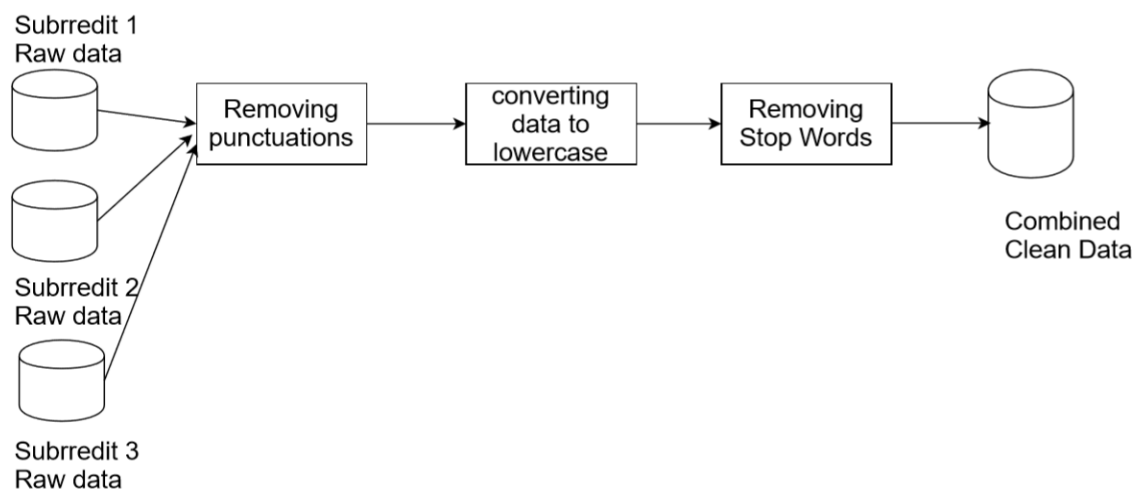 Subrredit 1
Raw data
Removing
punctuations
converting
data to
lowercase
Removing
Stop Words
Combined
Clean Data
Subrredit 2
Raw data
Subrredit 3
Raw data